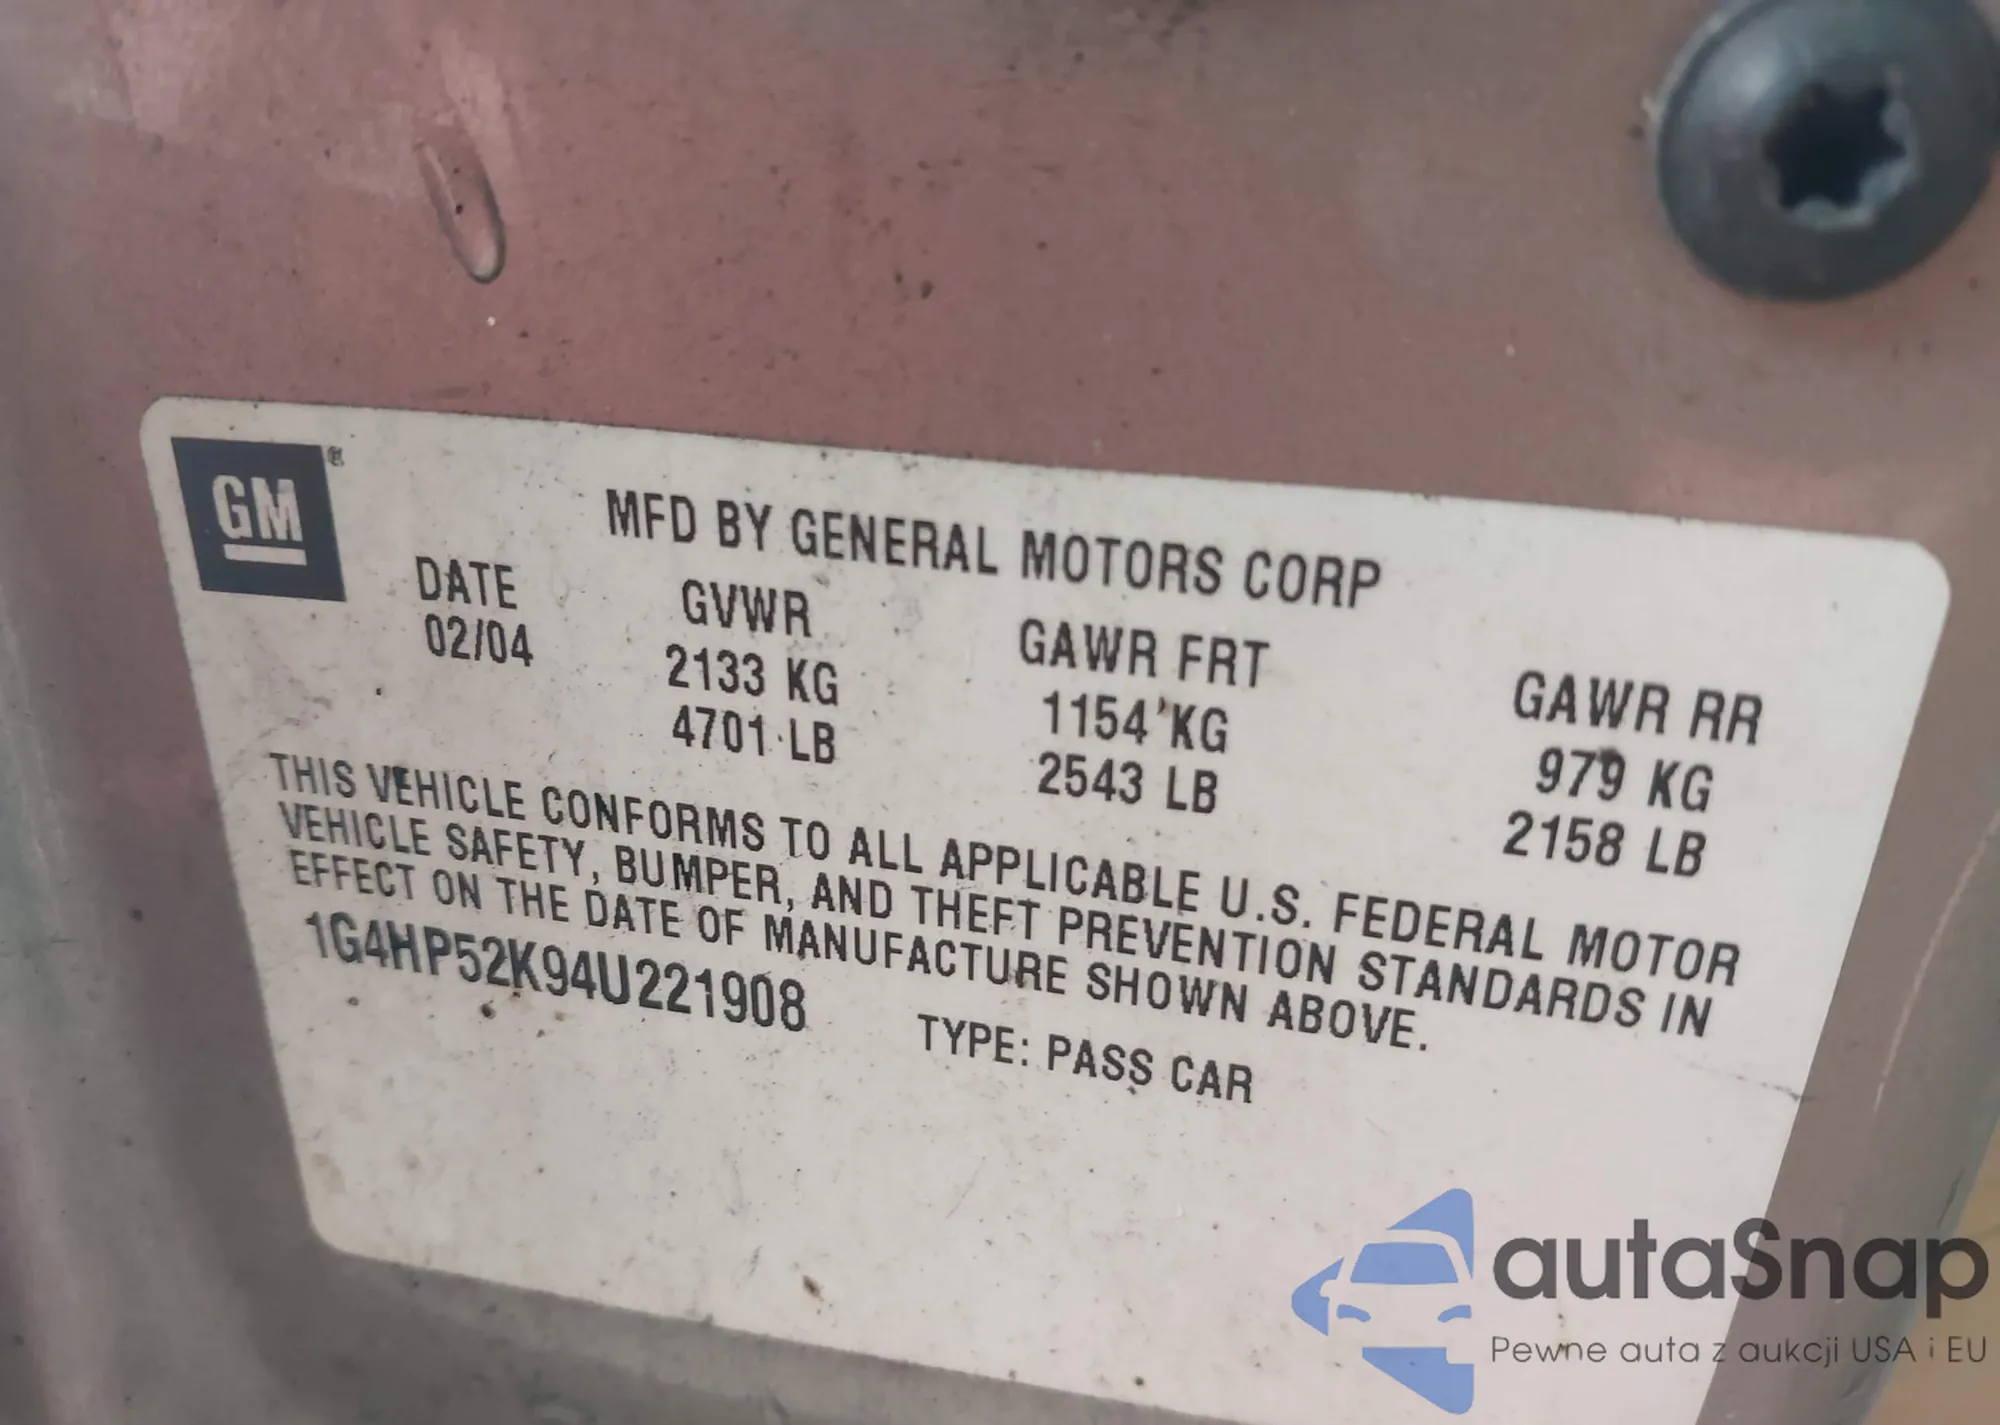 GM
MFD BY GENERAL MOTORS CORP
DATE GVWR GAWR FRT GAWR RR
02/04 2133 KG 1154 KG 979 KG
4701 LB 2543 LB 2158 LB
THIS VEHICLE CONFORMS TO ALL APPLICABLE U.S. FEDERAL MOTOR
VEHICLE SAFETY, BUMPER, AND THEFT PREVENTION STANDARDS IN
EFFECT ON THE DATE OF MANUFACTURE SHOWN ABOVE.
1G4HP52K94U221908 TYPE: PASS CAR
autaSnap
Pewne auta z aukcji USA i EU